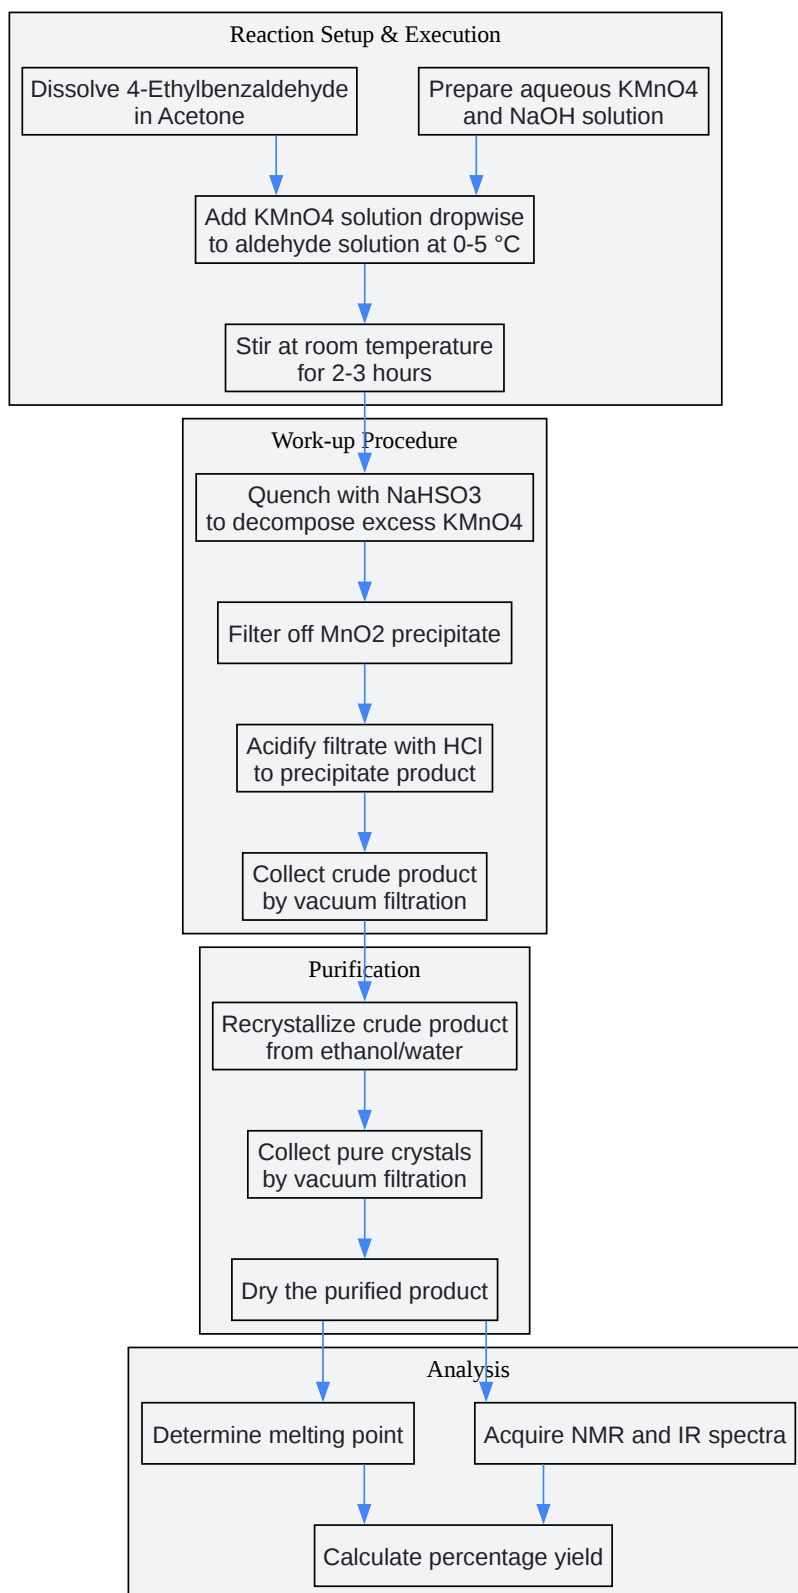 Reaction Setup & Execution
Dissolve 4-Ethylbenzaldehyde
in Acetone
Prepare aqueous KMnO4
and NaOH solution
Add KMnO4 solution dropwise
to aldehyde solution at 0-5 °C
Stir at room temperature
for 2-3 hours
Work-up Procedure
Quench with NaHSO3
to decompose excess KMnO4
Filter off MnO2 precipitate
Acidify filtrate with HCl
to precipitate product
Collect crude product
by vacuum filtration
Purification
Recrystallize crude product
from ethanol/water
Collect pure crystals
by vacuum filtration
Dry the purified product
Analysis
Determine melting point
Acquire NMR and IR spectra
Calculate percentage yield